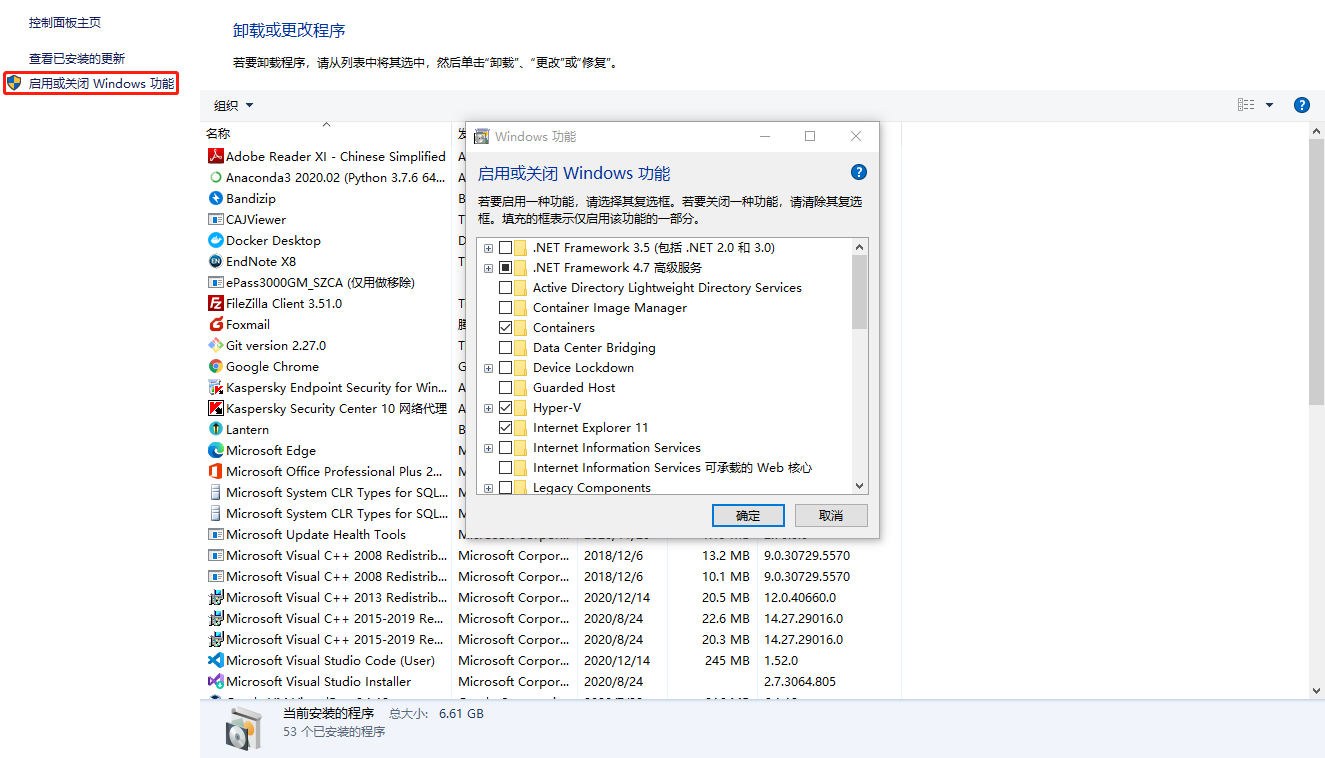 控制面板主页
查看已安装的更新
启用或关闭 Windows 功能
卸载或更改程序
若要卸载程序，请从列表中将其选中，然后单击“卸载”、“更改”或“修复”。
组织
名称
Adobe Reader XI - Chinese Simplified
Anaconda3 2020.02 (Python 3.7.6 64...
Bandizip
CAJViewer
Docker Desktop
EndNote X8
ePass3000GM_SZCA (仅用做移除)
FileZilla Client 3.51.0
Foxmail
Git version 2.27.0
Google Chrome
Kaspersky Endpoint Security for Win...
Kaspersky Security Center 10 网络代理
Lantern
Microsoft Edge
Microsoft Office Professional Plus 2...
Microsoft System CLR Types for SQL...
Microsoft System CLR Types for SQL...
Microsoft Update Health Tools
Microsoft Visual C++ 2008 Redistrib... Microsoft Corpor... 2018/12/6 13.2 MB 9.0.30729.5570
Microsoft Visual C++ 2008 Redistrib... Microsoft Corpor... 2018/12/6 10.1 MB 9.0.30729.5570
Microsoft Visual C++ 2013 Redistrib... Microsoft Corpor... 2020/12/14 20.5 MB 12.0.40660.0
Microsoft Visual C++ 2015-2019 Re... Microsoft Corpor... 2020/8/24 22.6 MB 14.27.29016.0
Microsoft Visual C++ 2015-2019 Re... Microsoft Corpor... 2020/8/24 20.3 MB 14.27.29016.0
Microsoft Visual Studio Code (User) Microsoft Corpor... 2020/12/14 245 MB 1.52.0
Microsoft Visual Studio Installer Microsoft Corpor... 2020/8/24 2.7.3064.805
Windows 功能
启用或关闭 Windows 功能
若要启用一种功能，请选择其复选框。若要关闭一种功能，请清除其复选
框。填充的框表示仅启用该功能的一部分。
.NET Framework 3.5 (包括 .NET 2.0 和 3.0)
.NET Framework 4.7 高级服务
Active Directory Lightweight Directory Services
Container Image Manager
Containers
Data Center Bridging
Device Lockdown
Guarded Host
Hyper-V
Internet Explorer 11
Internet Information Services
Internet Information Services 可承载的 Web 核心
Legacy Components
确定
取消
当前安装的程序 总大小: 6.61 GB
53 个已安装的程序